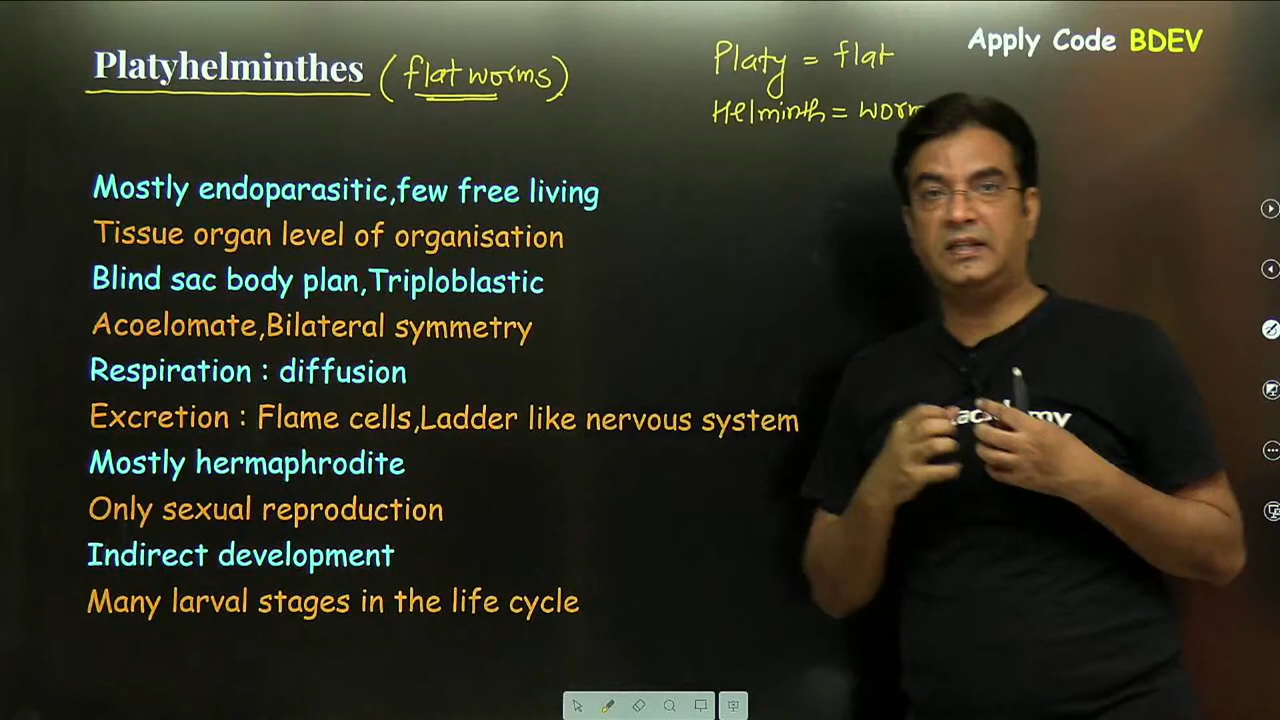 Platyhelminthes (flat worms)
Platy = flat
Helminth = worm
Apply Code BDEV
Mostly endoparasitic,few free living
Tissue organ level of organisation
Blind sac body plan,Triploblastic
Acoelomate,Bilateral symmetry
Respiration : diffusion
Excretion : Flame cells,Ladder like nervous system
Mostly hermaphrodite
Only sexual reproduction
Indirect development
Many larval stages in the life cycle